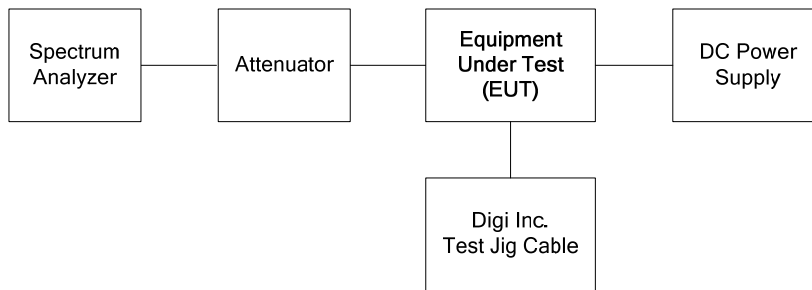 Spectrum
Analyzer
Attenuator
Equipment
Under Test
(EUT)
DC Power
Supply
Digi Inc.
Test Jig Cable